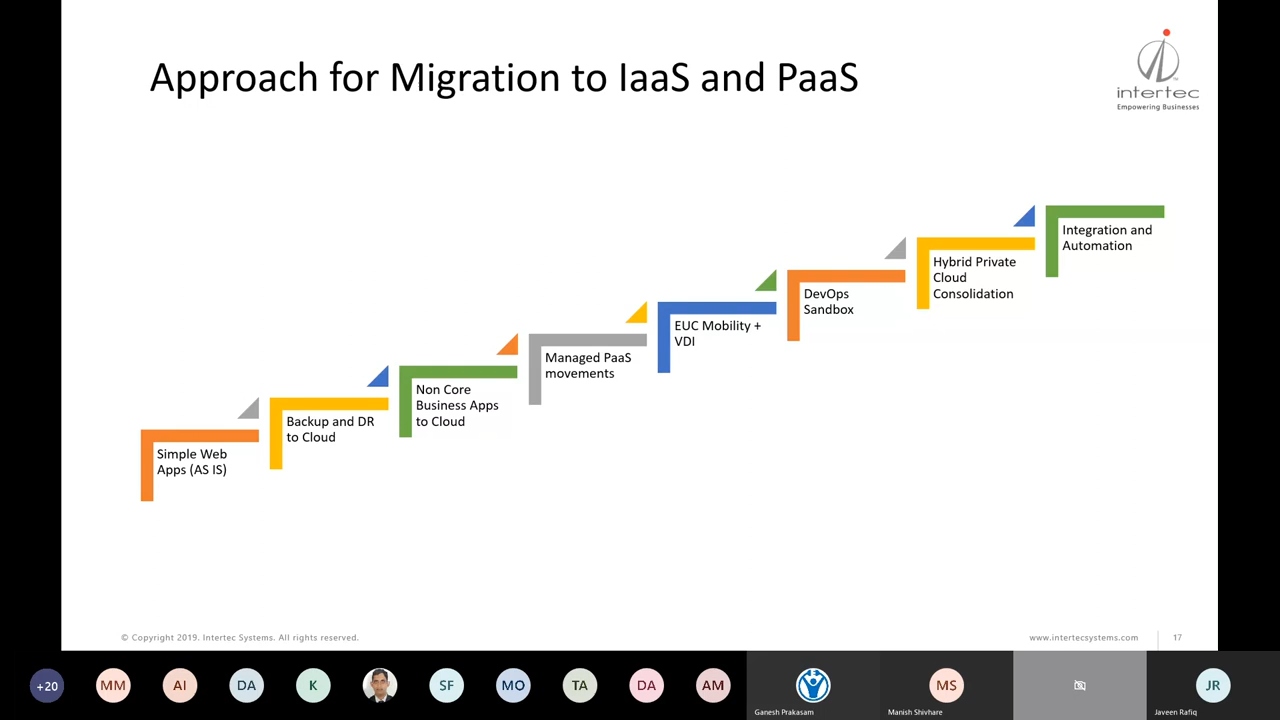 Approach for Migration to IaaS and PaaS
intertec
Empowering Businesses
Simple Web
Apps (AS IS)
Backup and DR
to Cloud
Non Core
Business Apps
to Cloud
Managed PaaS
movements
EUC Mobility +
VDI
DevOps
Sandbox
Hybrid Private
Cloud
Consolidation
Integration and
Automation
© Copyright 2019. Intertec Systems. All rights reserved.
www.intertecsystems.com
17
+20
MM
AI
DA
K
SF
MO
TA
DA
AM
Ganesh Prakasam
MS
Manish Shivhare
JR
Javeen Rafiq